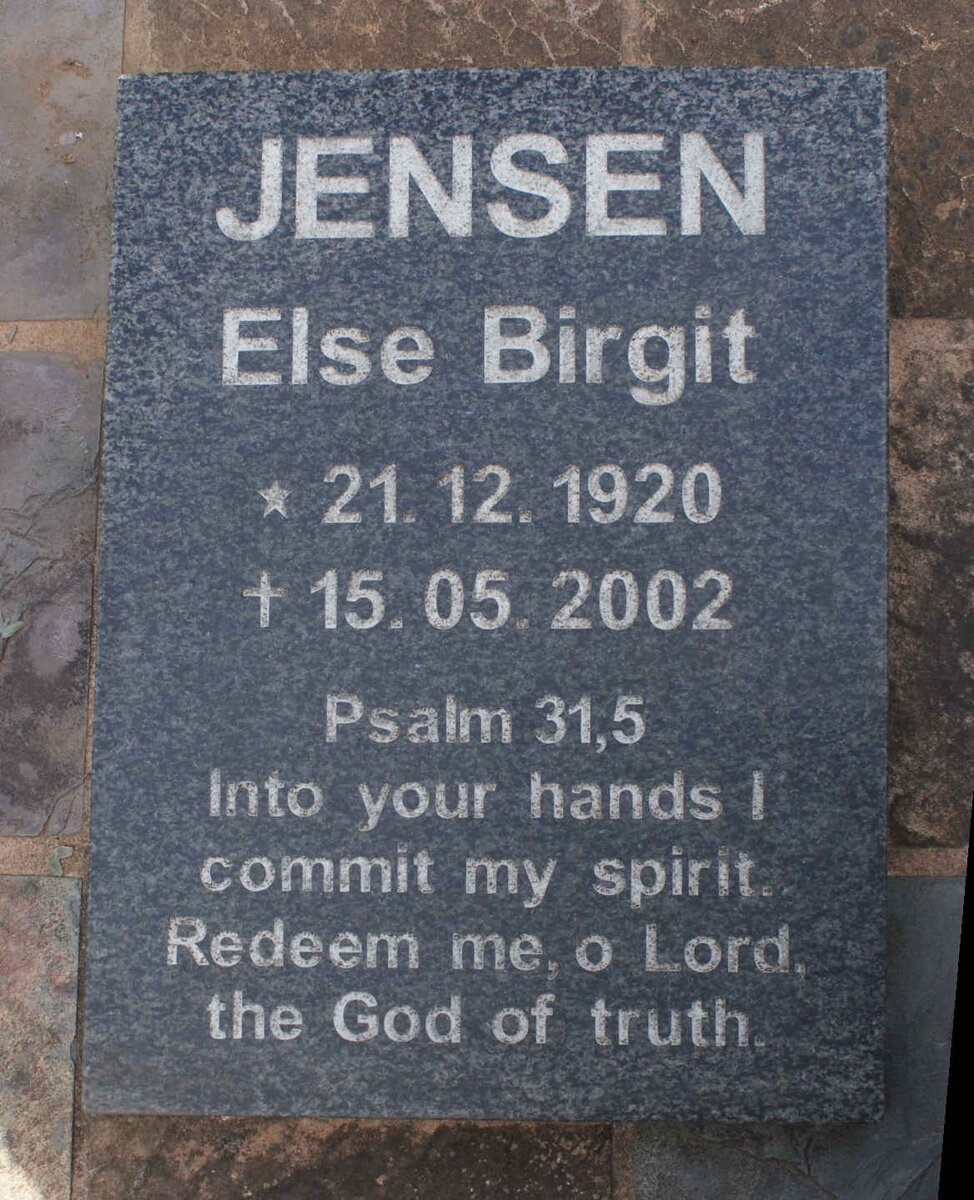 JENSEN
Else Birgit
★ 21. 12. 1920
✝ 15. 05. 2002
Psalm 31,5
Into your hands I
commit my spirit.
Redeem me, o Lord,
the God of truth.